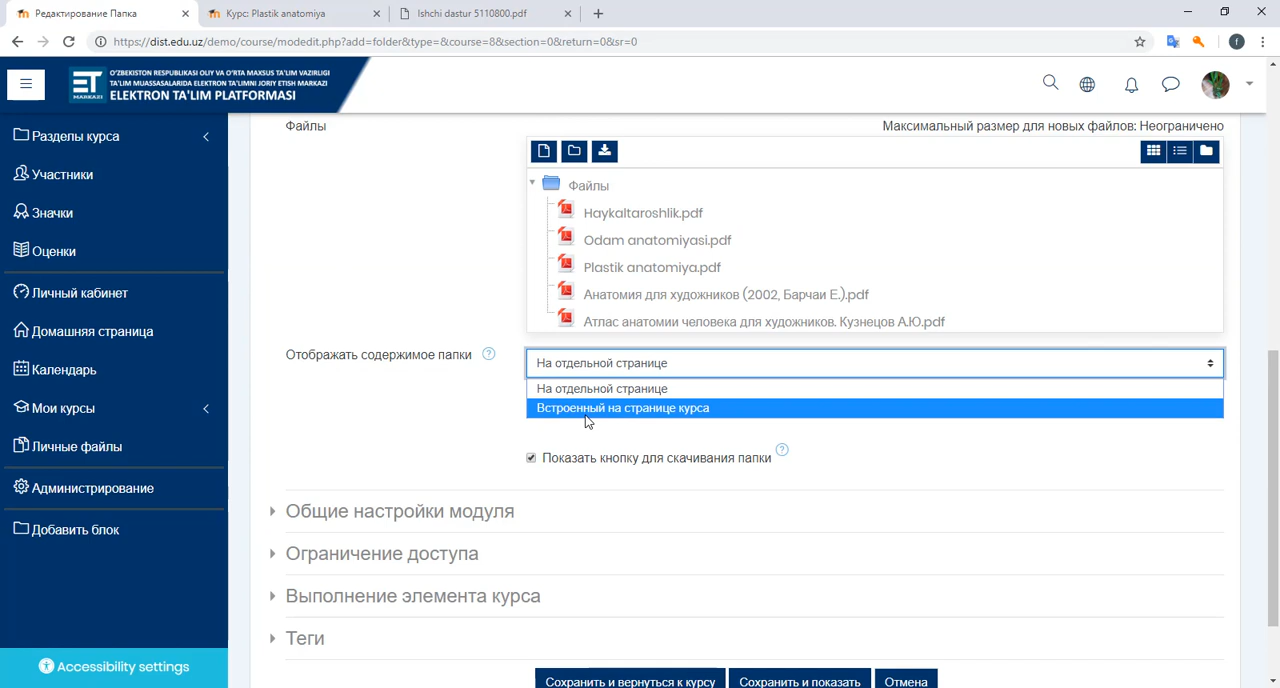 Редактирование Папка
Курс: Plastik anatomiya
Ishchi dastur 5110800.pdf
https://dist.edu.uz/demo/course/modedit.php?add=folder&type=&course=8&section=0&return=0&sr=0
f
ET
MARKAZI
O'ZBEKISTON RESPUBLIKASI OLIY VA O'RTA MAXSUS TA'LIM VAZIRLIGI
TA'LIM MUASSASALARIDA ELEKTRON TA'LIMNI JORIY ETISH MARKAZI
ELEKTRON TA'LIM PLATFORMASI
Разделы курса
Участники
Значки
Оценки
Личный кабинет
Домашняя страница
Календарь
Мои курсы
Личные файлы
Администрирование
Добавить блок
Accessibility settings
Файлы
Максимальный размер для новых файлов: Неограничено
Файлы
Haykaltaroshlik.pdf
Odam anatomiyasi.pdf
Plastik anatomiya.pdf
Анатомия для художников (2002, Барчаи Е.).pdf
Атлас анатомии человека для художников. Кузнецов А.Ю.pdf
Отображать содержимое папки
На отдельной странице
На отдельной странице
Встроенный на странице курса
Показать кнопку для скачивания папки
Общие настройки модуля
Ограничение доступа
Выполнение элемента курса
Теги
Сохранить и вернуться к курсу
Сохранить и показать
Отмена